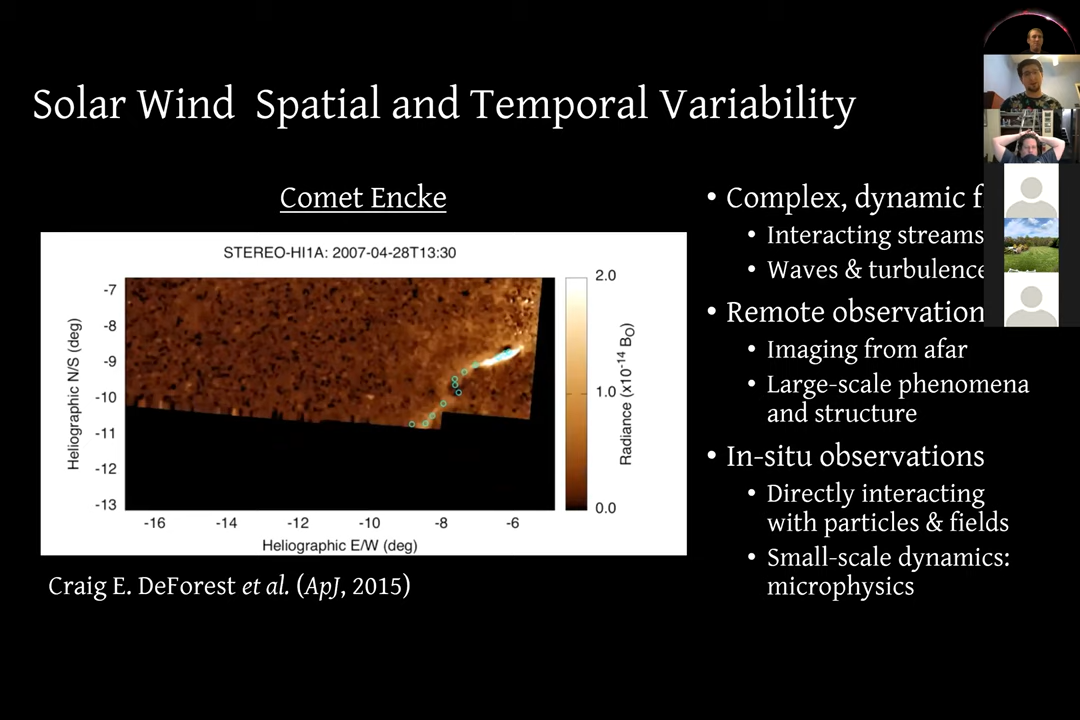 Solar Wind Spatial and Temporal Variability
Comet Encke
STEREO-HI1A: 2007-04-28T13:30
-7
-8
-9
-10
-11
-12
-13
Heliographic N/S (deg)
-16 -14 -12 -10 -8 -6
Heliographic E/W (deg)
2.0
1.0
0.0
Radiance (x10⁻¹⁴ B⊙)
Craig E. DeForest et al. (ApJ, 2015)
• Complex, dynamic
• Interacting streams
• Waves & turbulence
• Remote observation
• Imaging from afar
• Large-scale phenomena
and structure
• In-situ observations
• Directly interacting
with particles & fields
• Small-scale dynamics:
microphysics